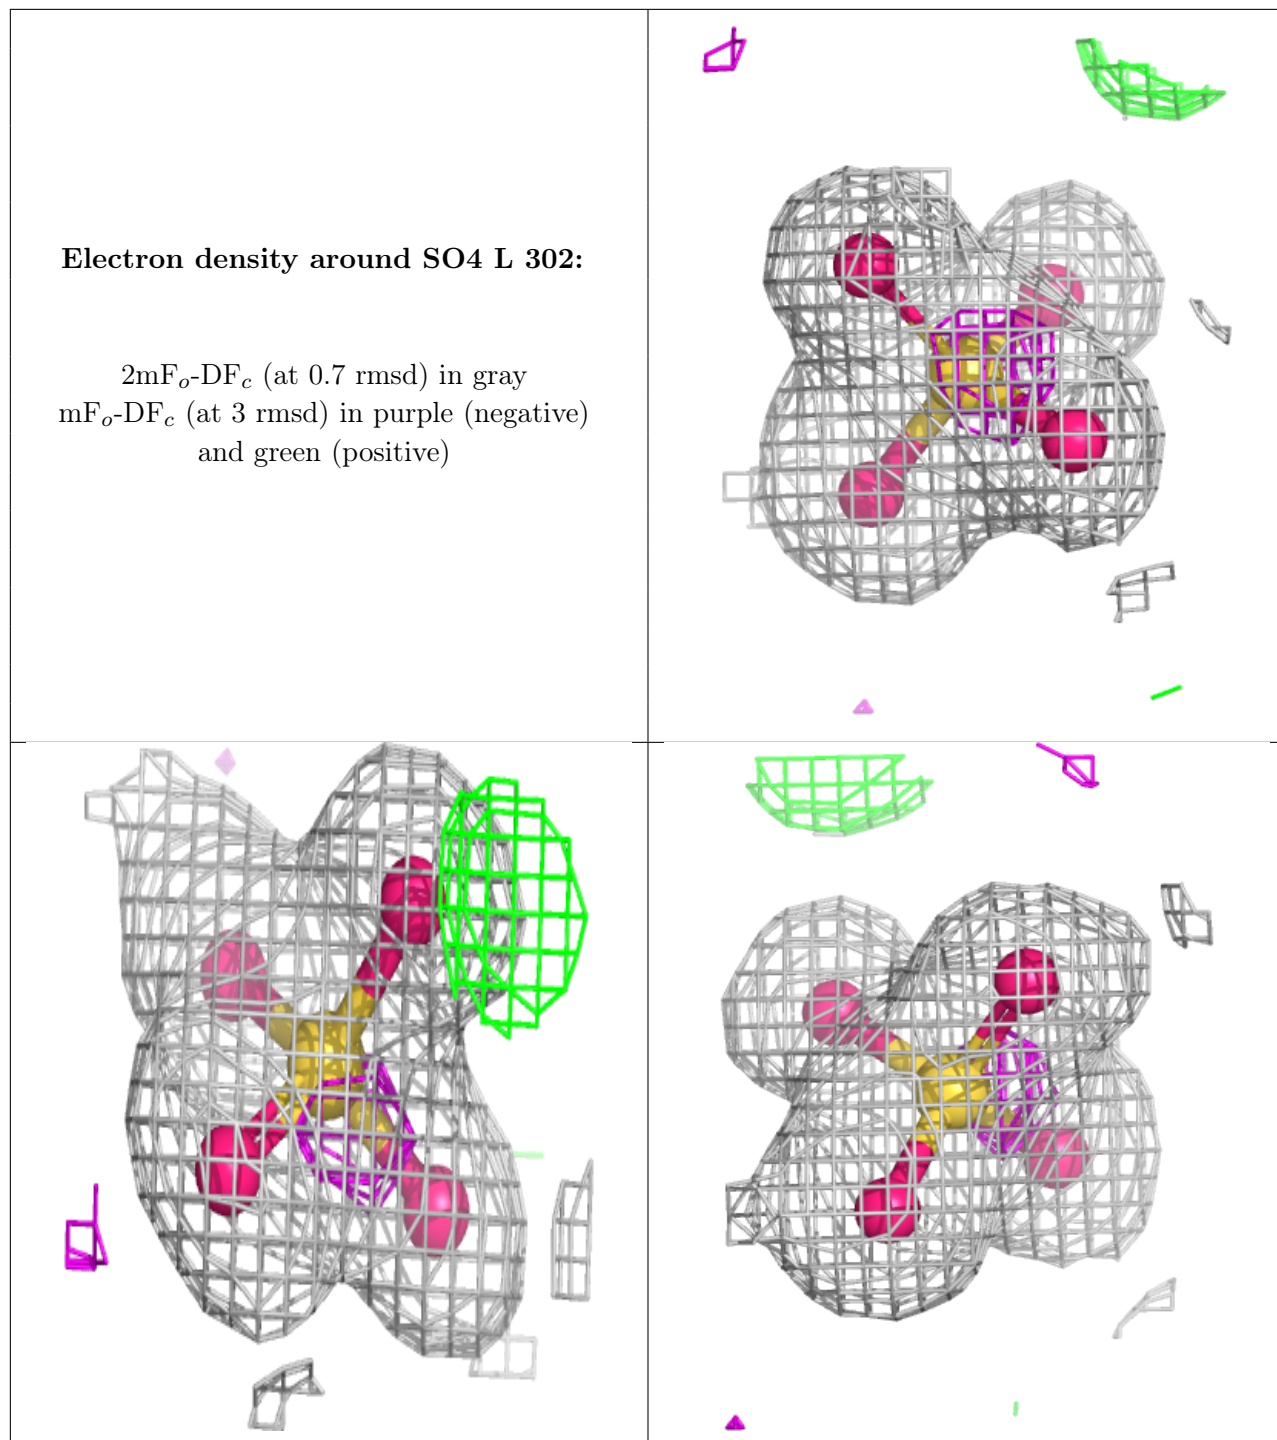 Electron density around SO4 L 302:
2mFo-DFc (at 0.7 rmsd) in gray
mFo-DFc (at 3 rmsd) in purple (negative)
and green (positive)